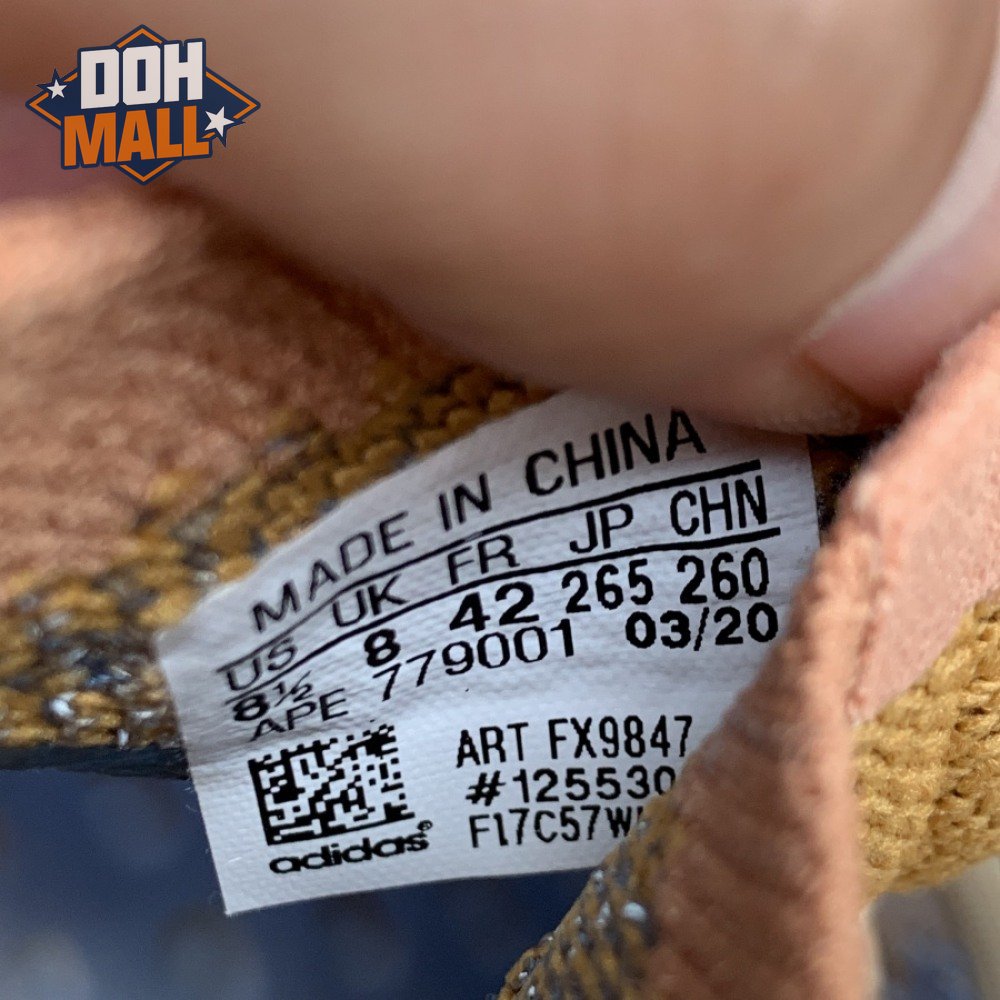 DOH
MALL
MADE IN CHINA
US UK FR JP CHN
8½ 8 42 265 260
APE 779001 03/20
ART FX9847
#125530
F17C57W
adidas®